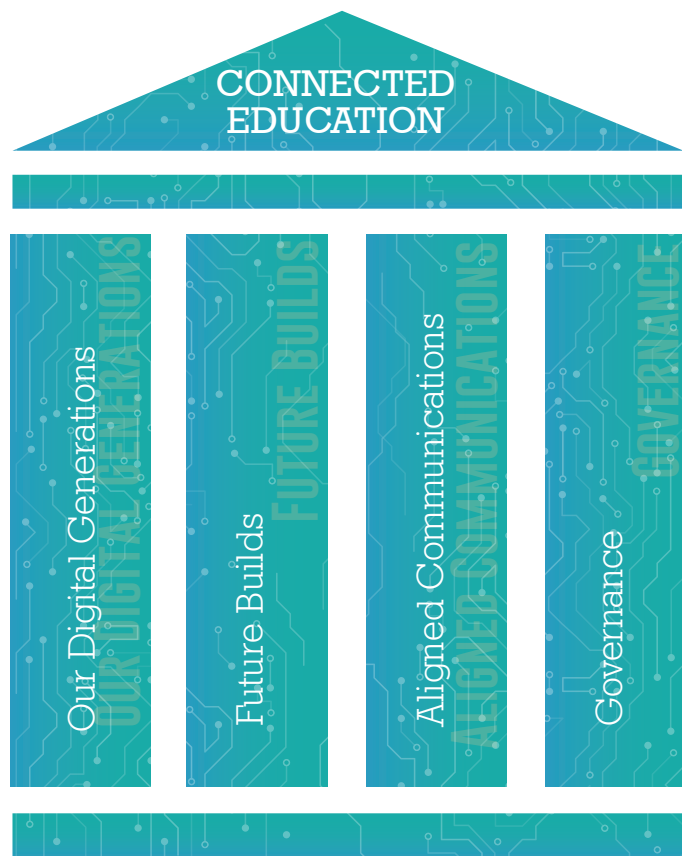 CONNECTED
EDUCATION
Our Digital Generations
OUR DIGITAL GENERATIONS
Future Builds
FUTURE BUILDS
Aligned Communications
ALIGNED COMMUNICATIONS
Governance
GOVERNANCE